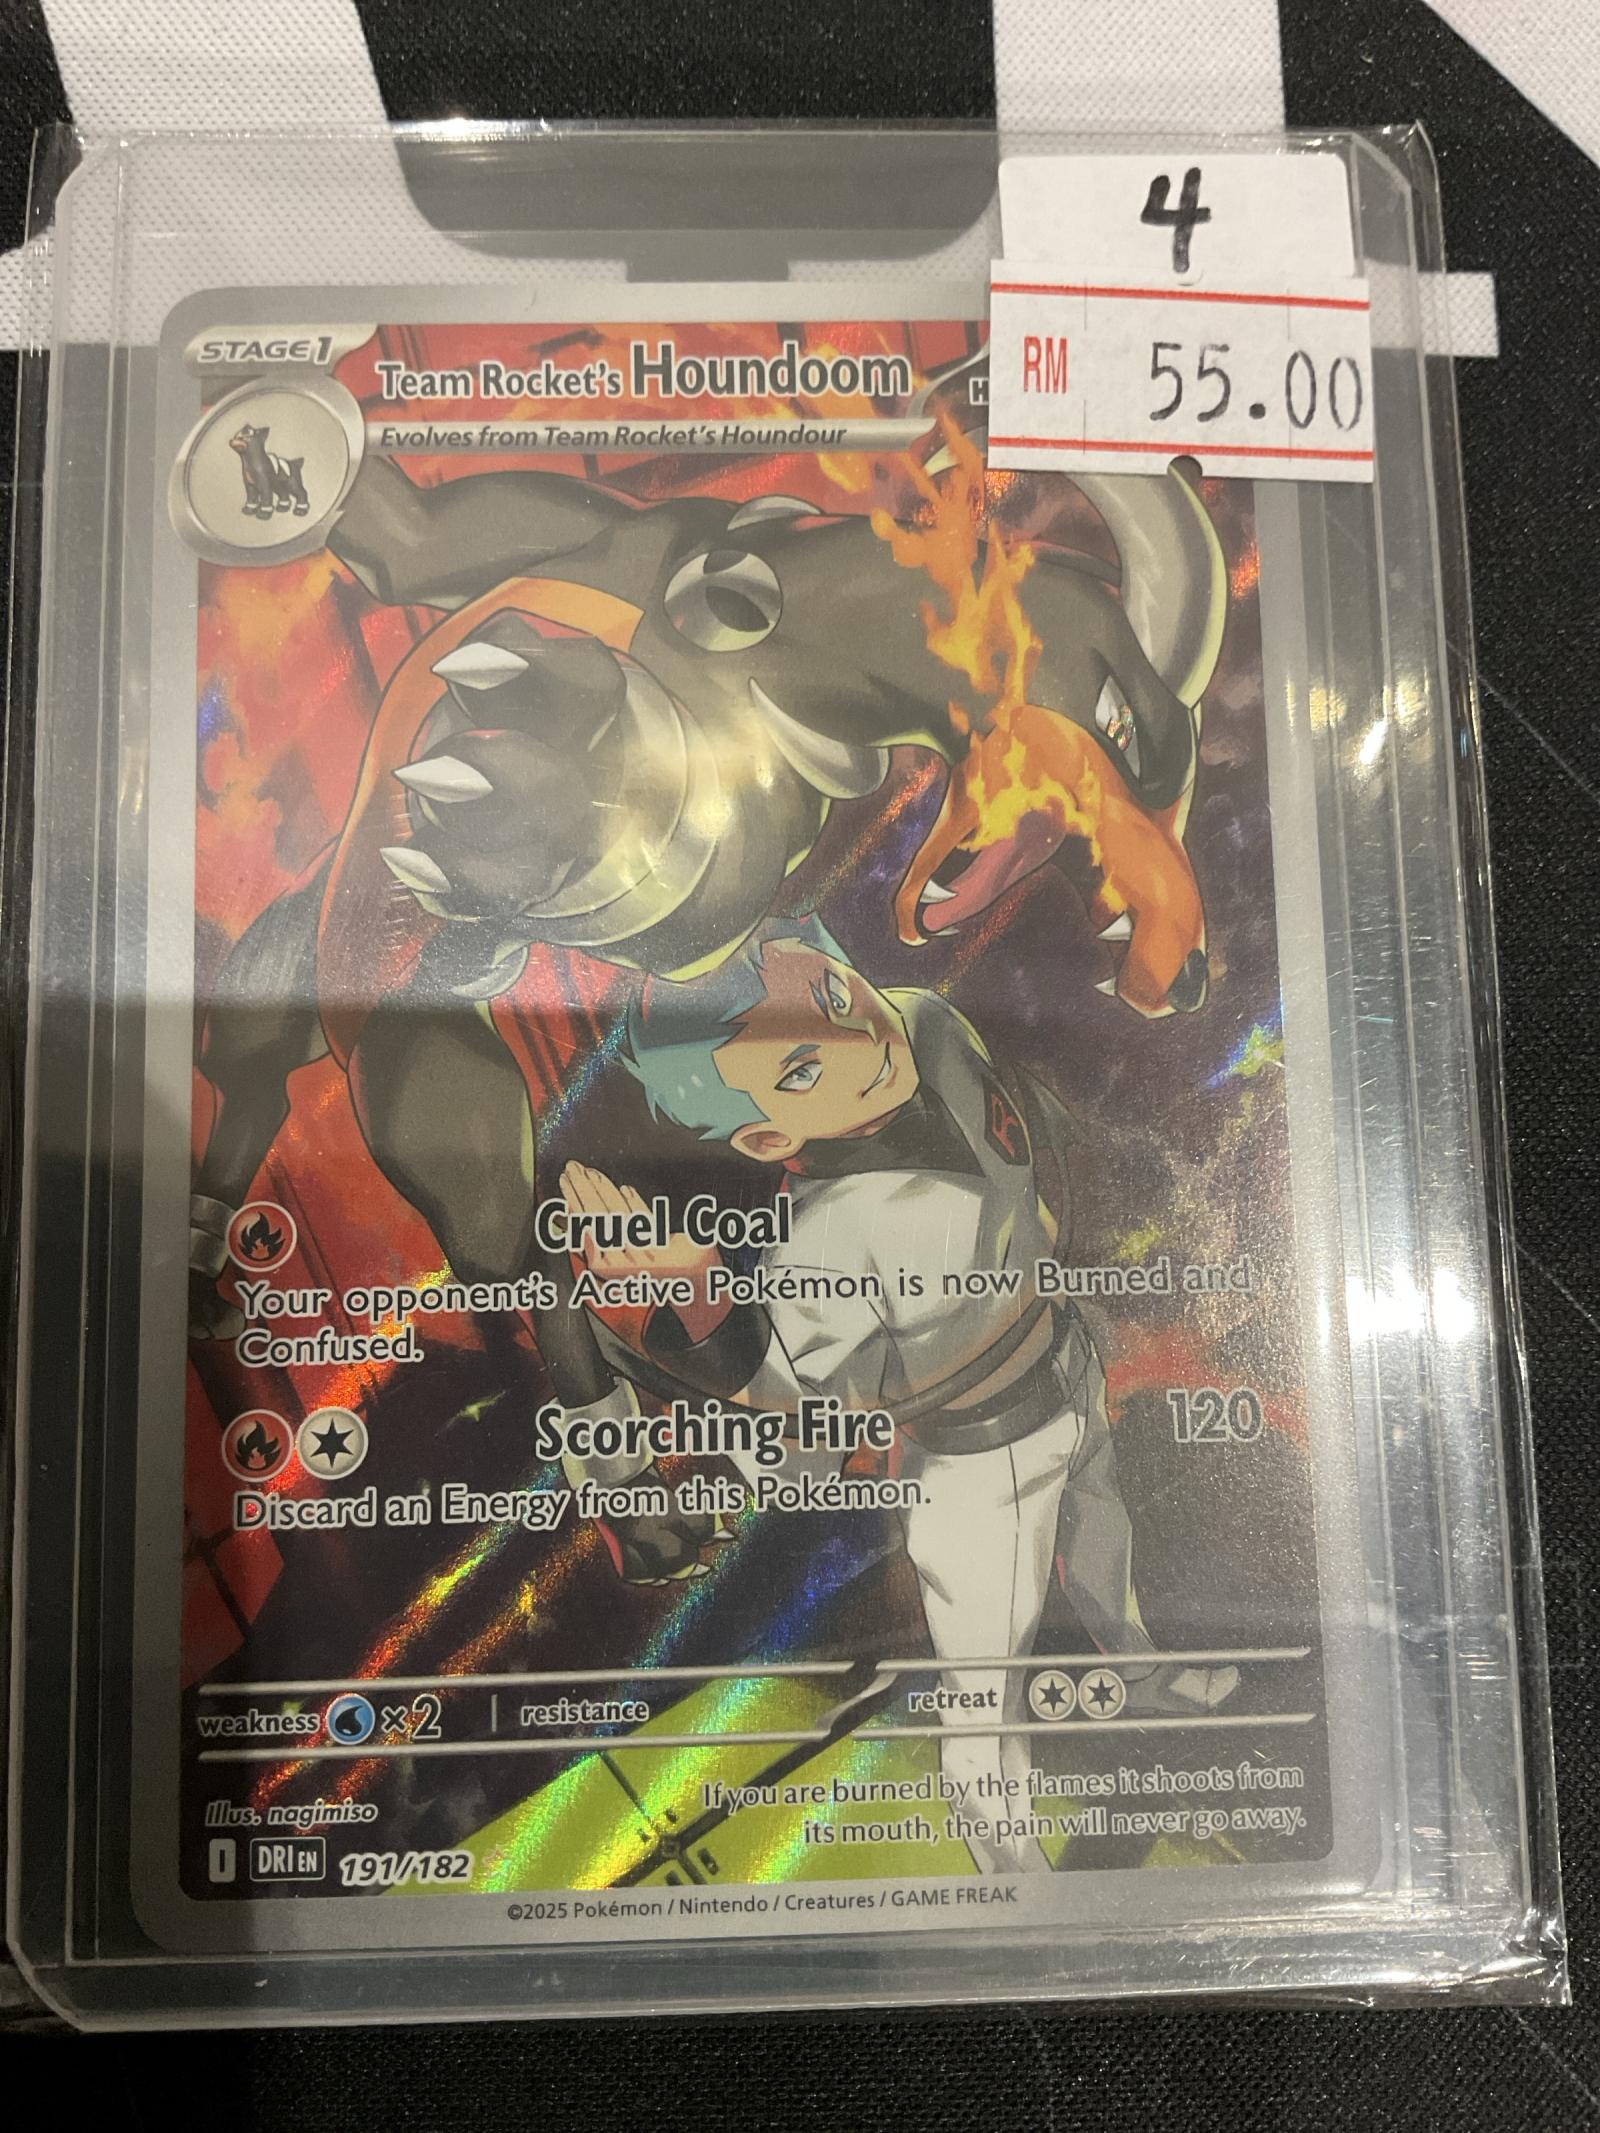 4
RM 55.00
STAGE 1
Team Rocket's Houndoom
Evolves from Team Rocket's Houndour
Cruel Coal
Your opponent's Active Pokémon is now Burned and
Confused.
Scorching Fire 120
Discard an Energy from this Pokémon.
weakness ×2 resistance retreat
If you are burned by the flames it shoots from
its mouth, the pain will never go away.
Illus. nagimiso
I DRI EN 191/182
©2025 Pokémon / Nintendo / Creatures / GAME FREAK